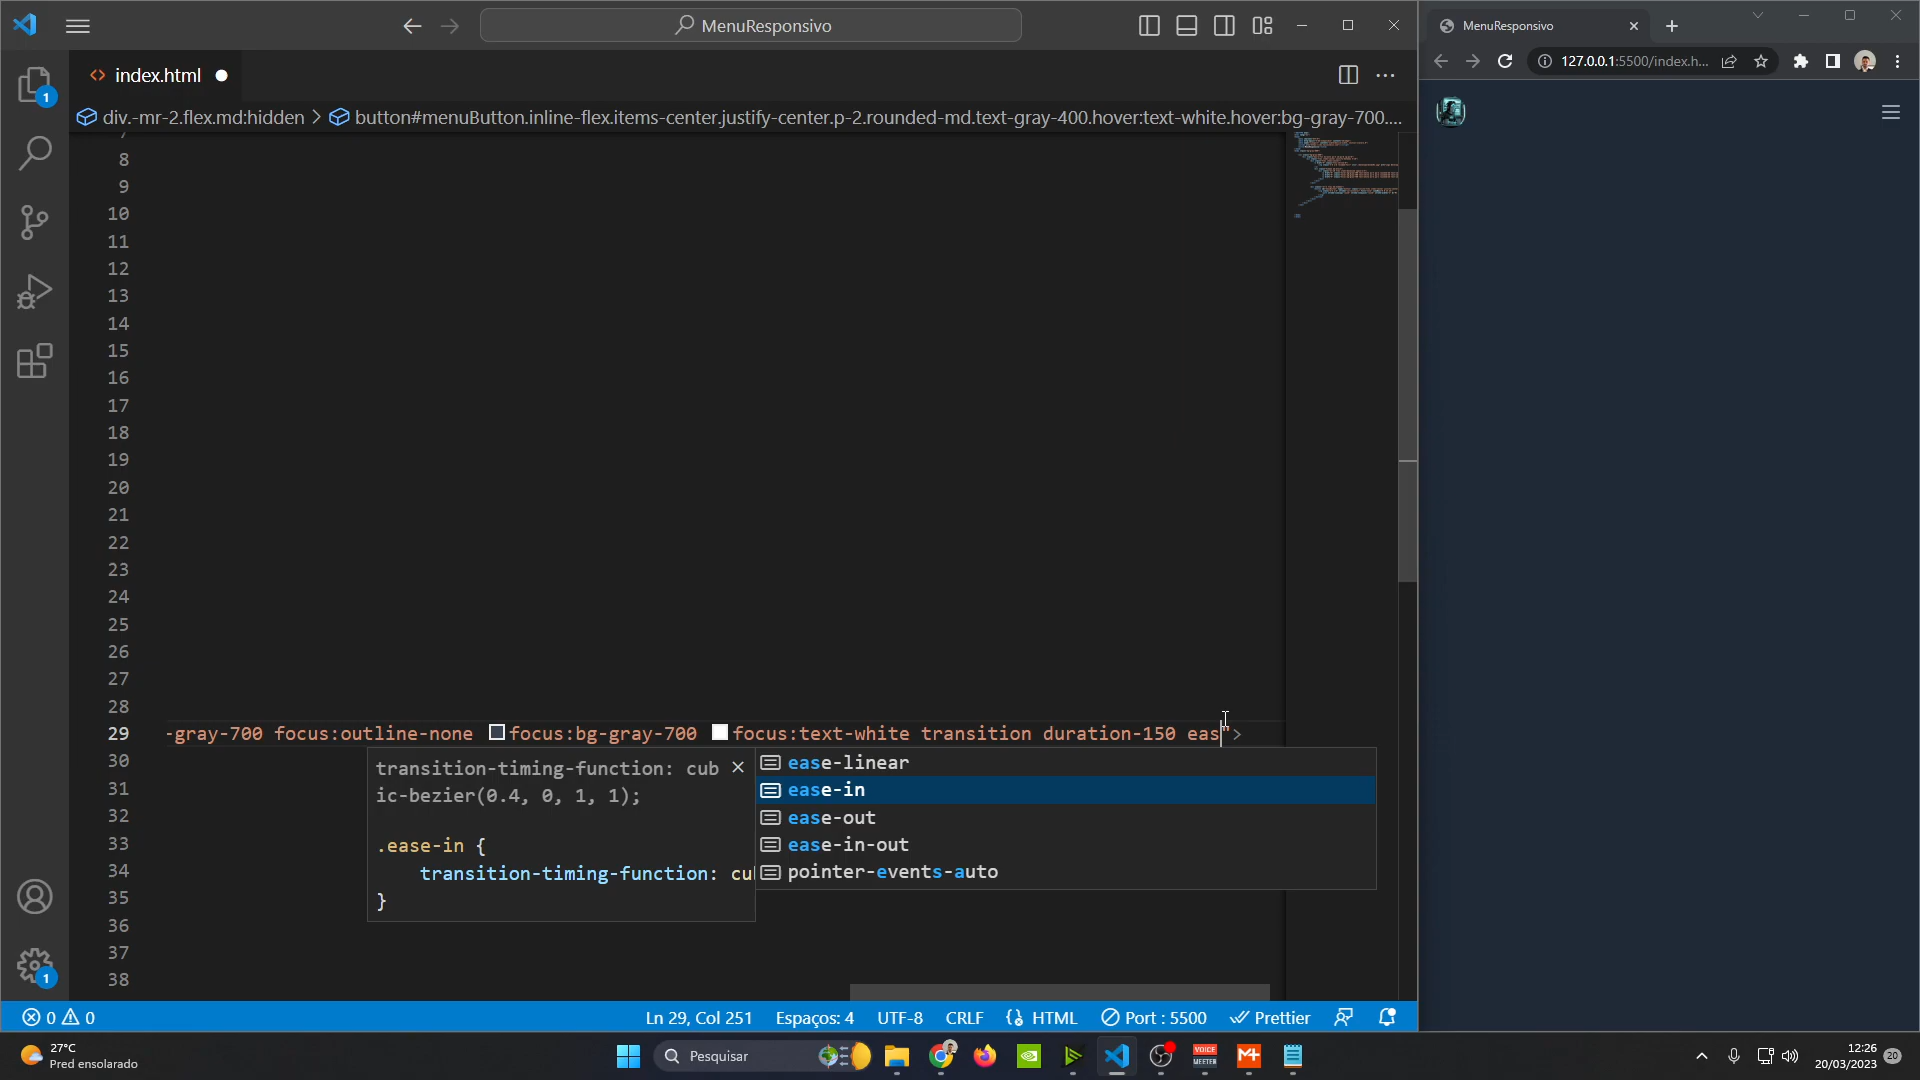 MenuResponsivo
MenuResponsivo
index.html
127.0.0.1:5500/index.h...
div.-mr-2.flex.md:hidden > button#menuButton.inline-flex.items-center.justify-center.p-2.rounded-md.text-gray-400.hover:text-white.hover:bg-gray-700....
8
9
10
11
12
13
14
15
16
17
18
19
20
21
22
23
24
25
26
27
28
29 -gray-700 focus:outline-none focus:bg-gray-700 focus:text-white transition duration-150 eas">
30
31
32
33
34
35
36
37
38
transition-timing-function: cub
ic-bezier(0.4, 0, 1, 1);
.ease-in {
transition-timing-function: cu
}
ease-linear
ease-in
ease-out
ease-in-out
pointer-events-auto
1
1
0 0 Ln 29, Col 251 Espaços: 4 UTF-8 CRLF HTML Port : 5500 Prettier
27°C
Pred ensolarado
Pesquisar
VOICE
MEETER
M+
12:26
20/03/2023
20